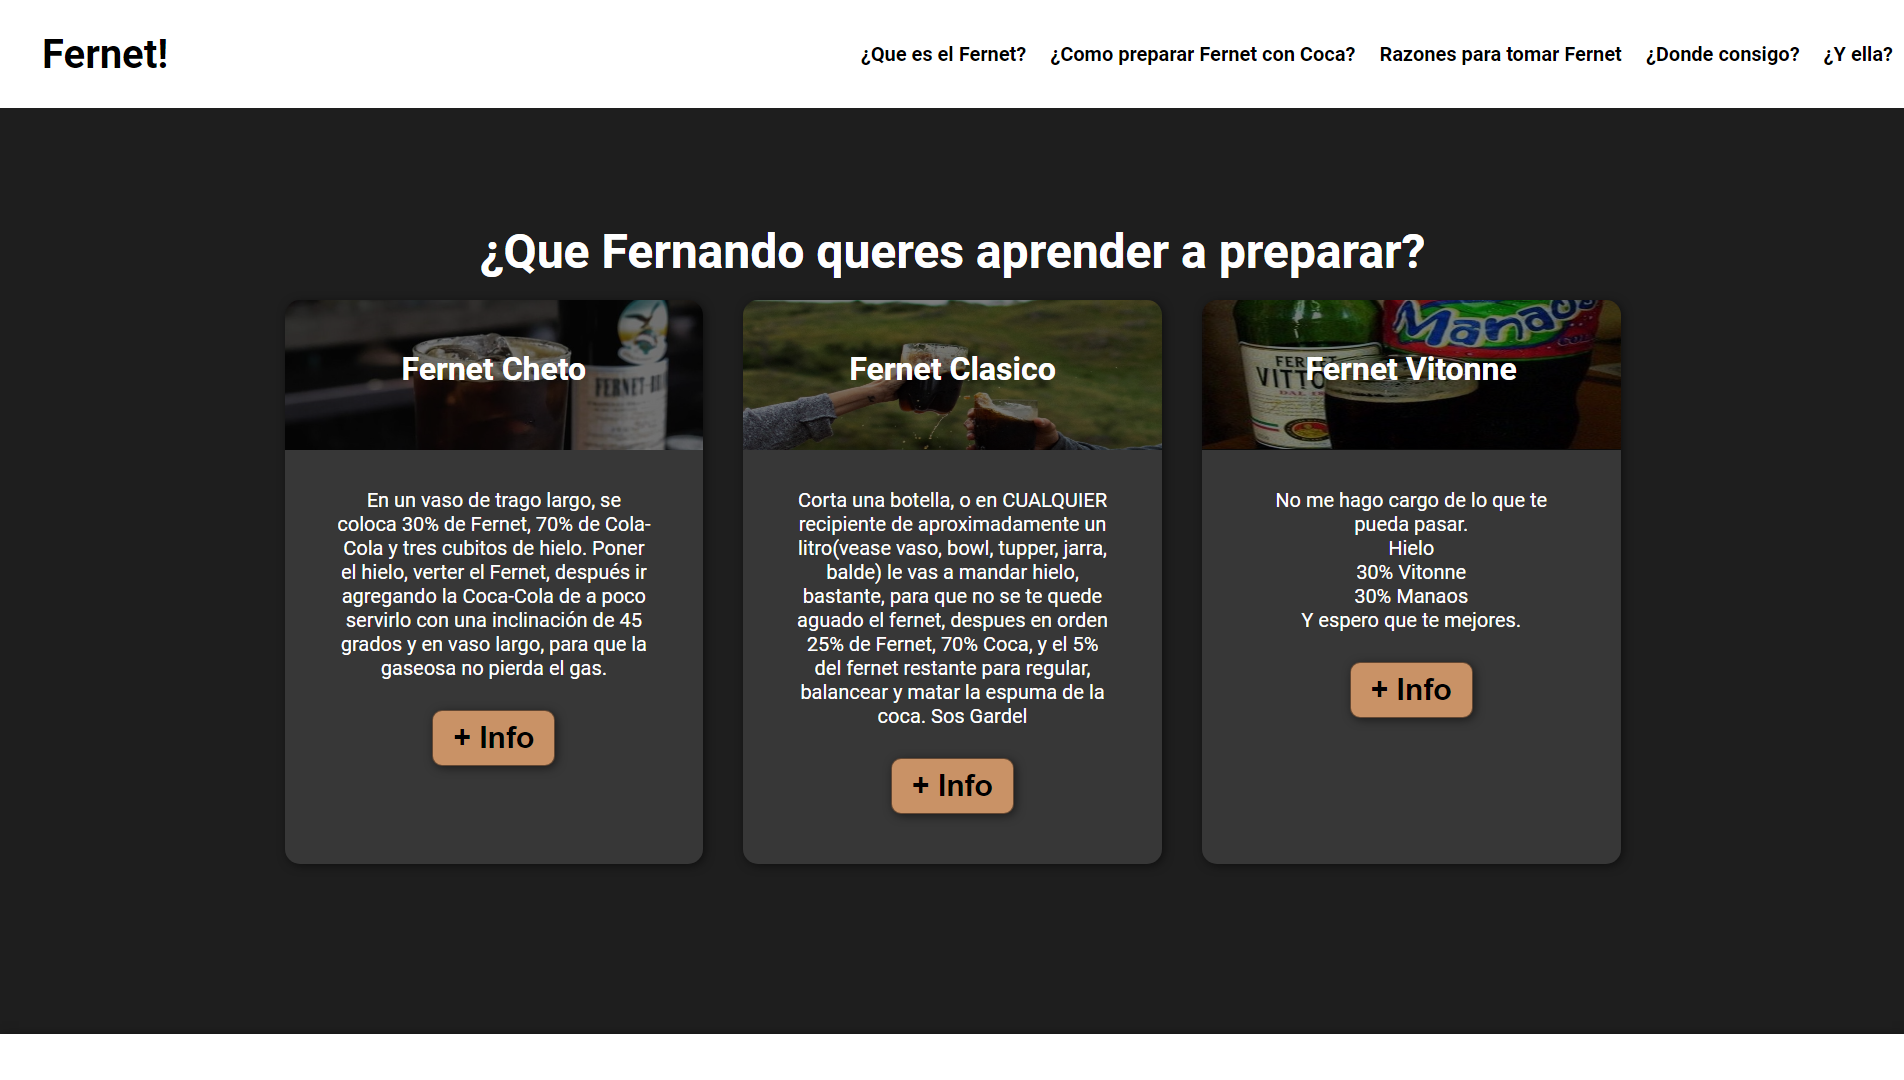 Fernet!
¿Que es el Fernet?
¿Como preparar Fernet con Coca?
Razones para tomar Fernet
¿Donde consigo?
¿Y ella?
¿Que Fernando queres aprender a preparar?
Fernet Cheto
FERNET-B
En un vaso de trago largo, se
coloca 30% de Fernet, 70% de Cola-
Cola y tres cubitos de hielo. Poner
el hielo, verter el Fernet, después ir
agregando la Coca-Cola de a poco
servirlo con una inclinación de 45
grados y en vaso largo, para que la
gaseosa no pierda el gas.
+ Info
Fernet Clasico
Corta una botella, o en CUALQUIER
recipiente de aproximadamente un
litro(vease vaso, bowl, tupper, jarra,
balde) le vas a mandar hielo,
bastante, para que no se te quede
aguado el fernet, despues en orden
25% de Fernet, 70% Coca, y el 5%
del fernet restante para regular,
balancear y matar la espuma de la
coca. Sos Gardel
+ Info
Manaos
COLA
FERNET
VITTO
Fernet Vitonne
No me hago cargo de lo que te
pueda pasar.
Hielo
30% Vitonne
30% Manaos
Y espero que te mejores.
+ Info